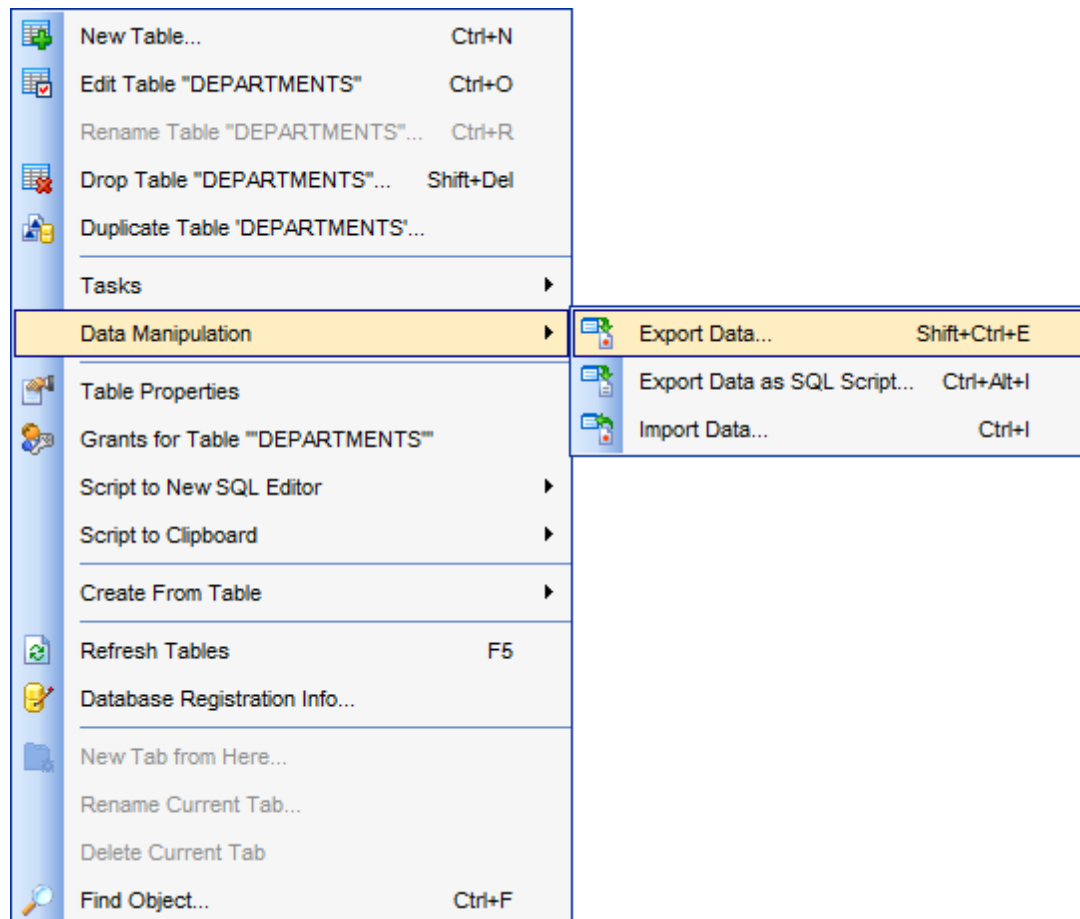 New Table... Ctrl+N
Edit Table "DEPARTMENTS" Ctrl+O
Rename Table "DEPARTMENTS"... Ctrl+R
Drop Table "DEPARTMENTS"... Shift+Del
Duplicate Table 'DEPARTMENTS'...
Tasks
Data Manipulation
Export Data... Shift+Ctrl+E
Export Data as SQL Script... Ctrl+Alt+I
Import Data... Ctrl+I
Table Properties
Grants for Table '"DEPARTMENTS"'
Script to New SQL Editor
Script to Clipboard
Create From Table
Refresh Tables F5
Database Registration Info...
New Tab from Here...
Rename Current Tab...
Delete Current Tab
Find Object... Ctrl+F